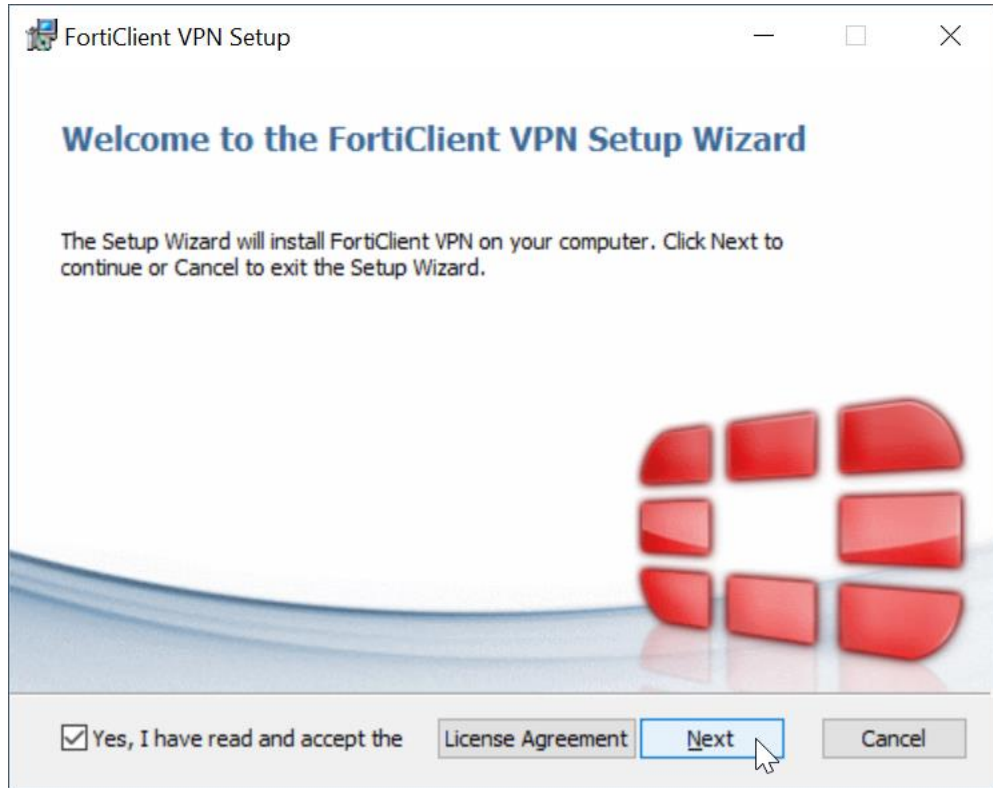 FortiClient VPN Setup
Welcome to the FortiClient VPN Setup Wizard
The Setup Wizard will install FortiClient VPN on your computer. Click Next to
continue or Cancel to exit the Setup Wizard.
Yes, I have read and accept the License Agreement Next Cancel